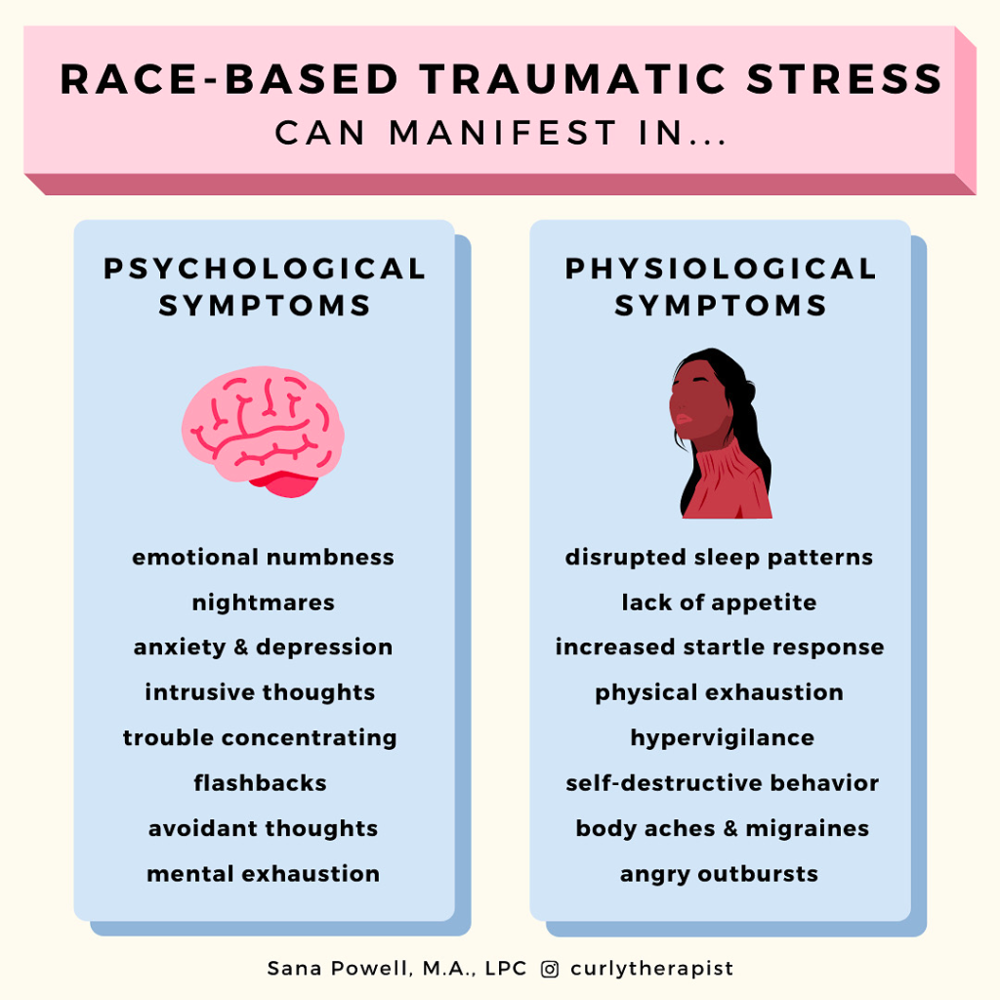 RACE-BASED TRAUMATIC STRESS
CAN MANIFEST IN...
PSYCHOLOGICAL
SYMPTOMS
emotional numbness
nightmares
anxiety & depression
intrusive thoughts
trouble concentrating
flashbacks
avoidant thoughts
mental exhaustion
PHYSIOLOGICAL
SYMPTOMS
disrupted sleep patterns
lack of appetite
increased startle response
physical exhaustion
hypervigilance
self-destructive behavior
body aches & migraines
angry outbursts
Sana Powell, M.A., LPC curlytherapist